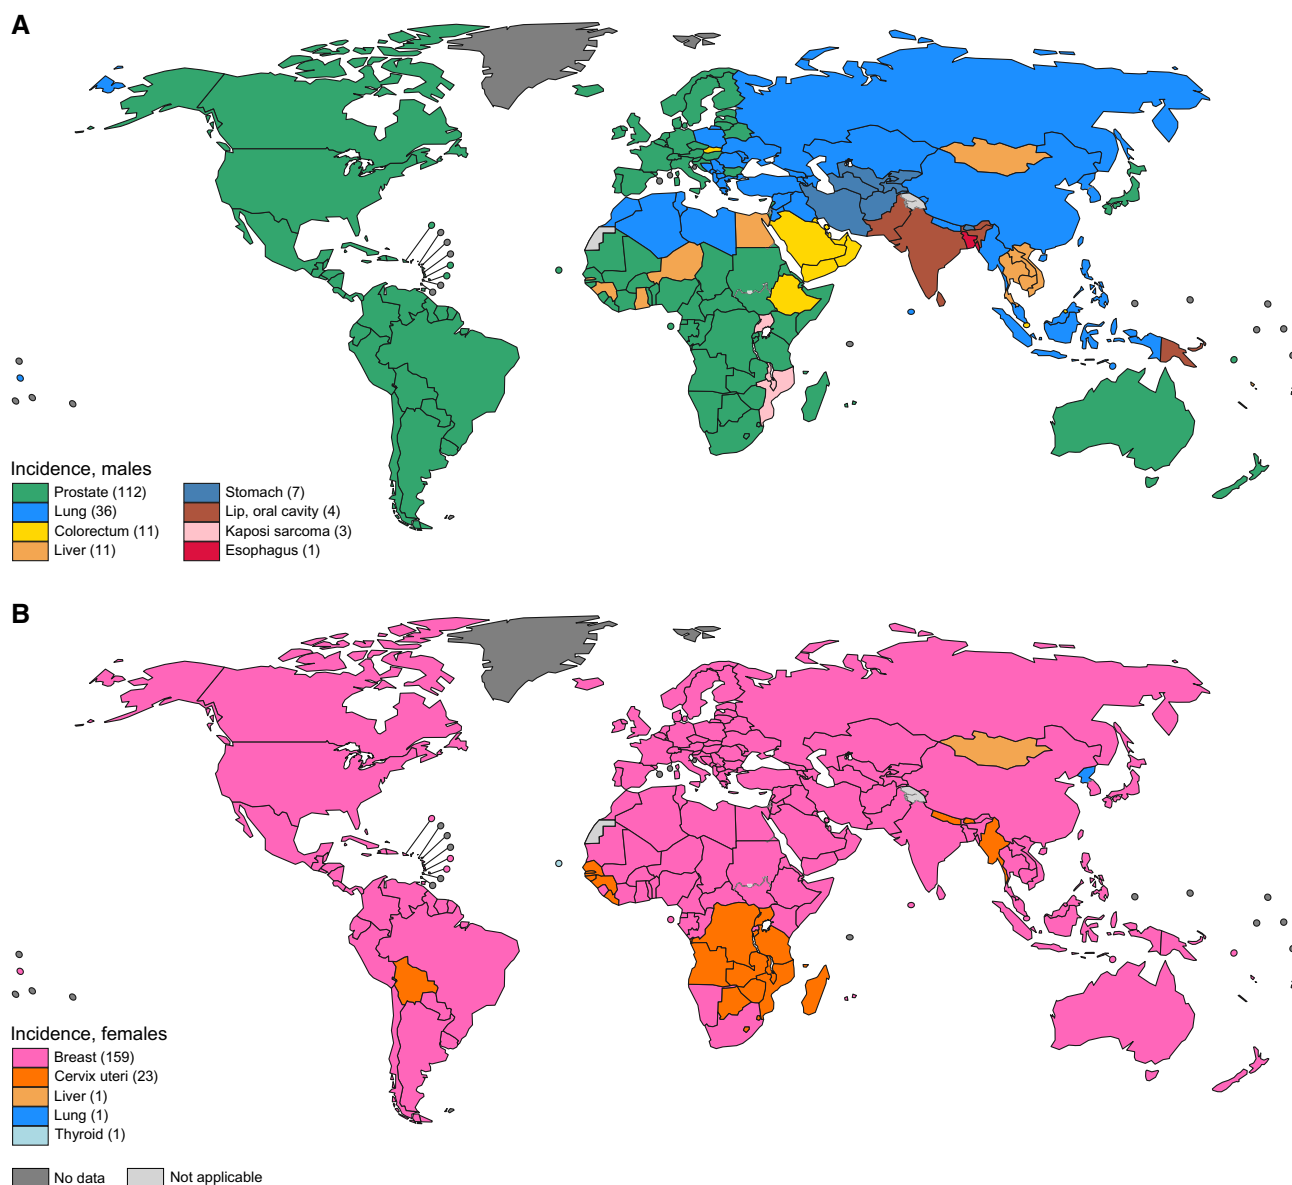 A
Incidence, males
Prostate (112)
Lung (36)
Colorectum (11)
Liver (11)
Stomach (7)
Lip, oral cavity (4)
Kaposi sarcoma (3)
Esophagus (1)
B
Incidence, females
Breast (159)
Cervix uteri (23)
Liver (1)
Lung (1)
Thyroid (1)
No data
Not applicable